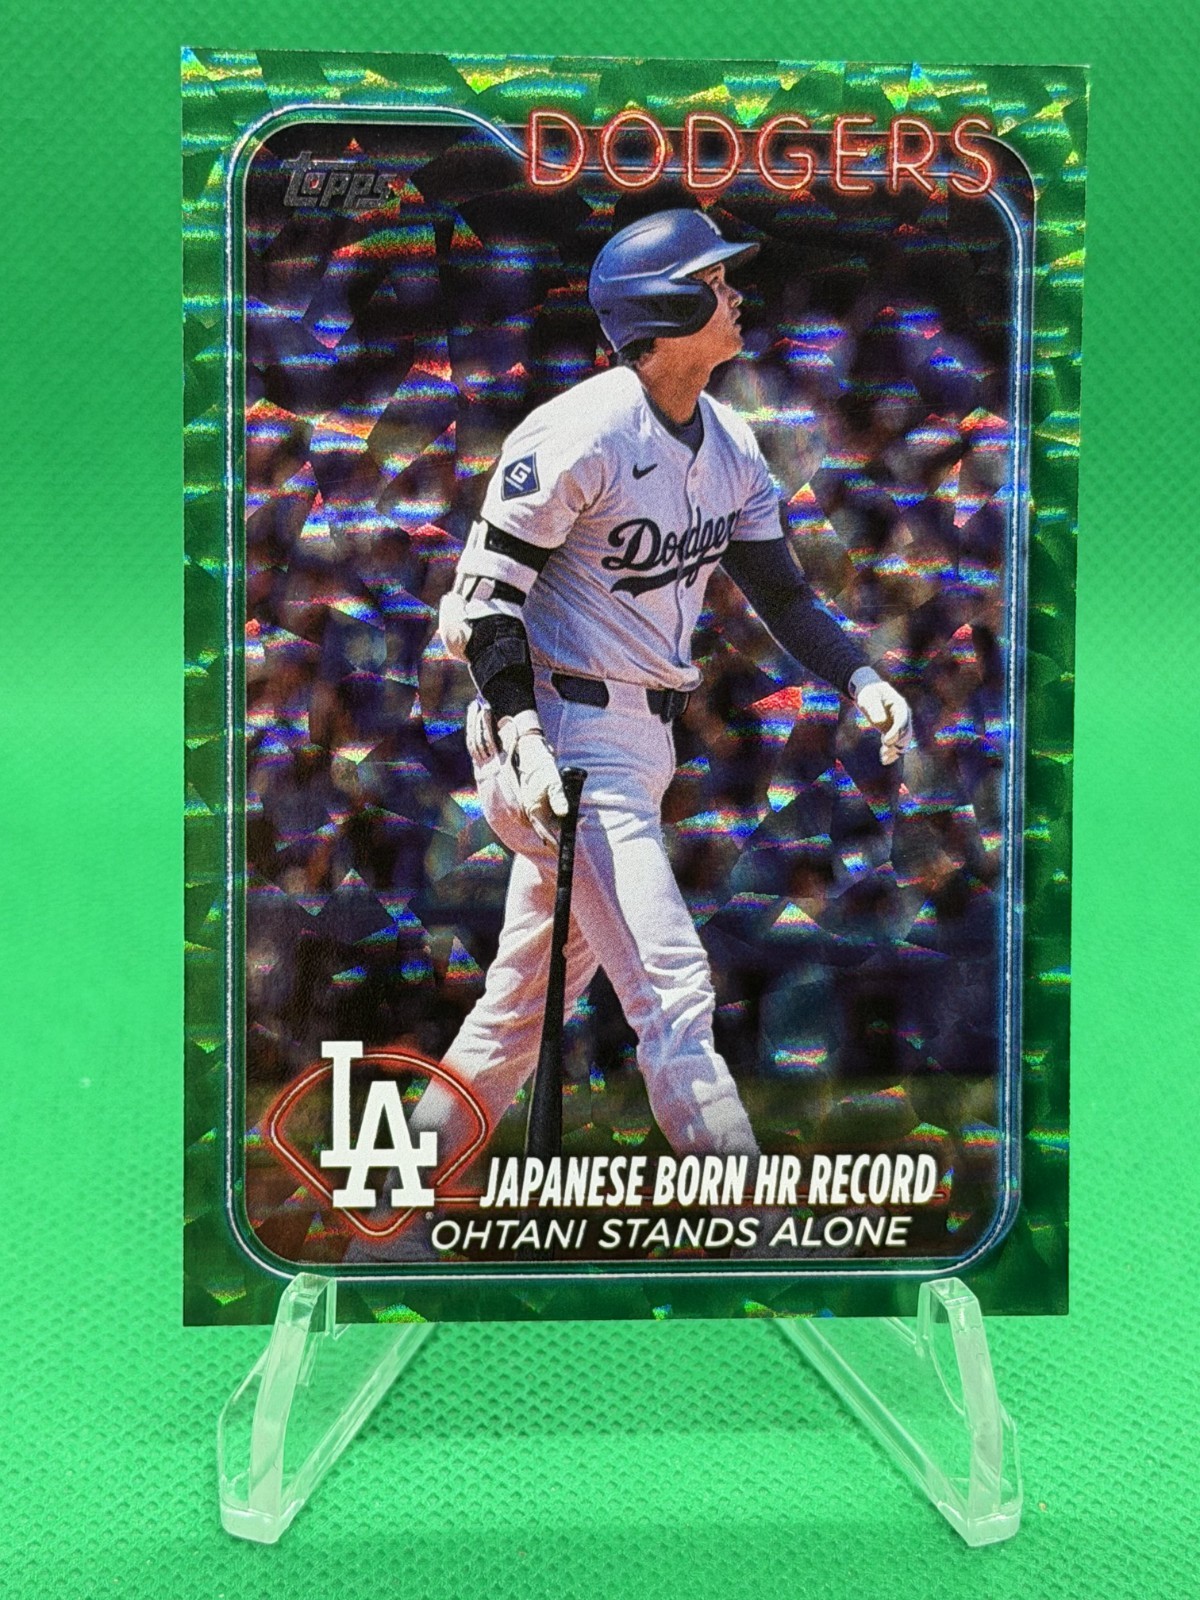 DODGERS®
topps
G
Dodgers
LA®
JAPANESE BORN HR RECORD
OHTANI STANDS ALONE